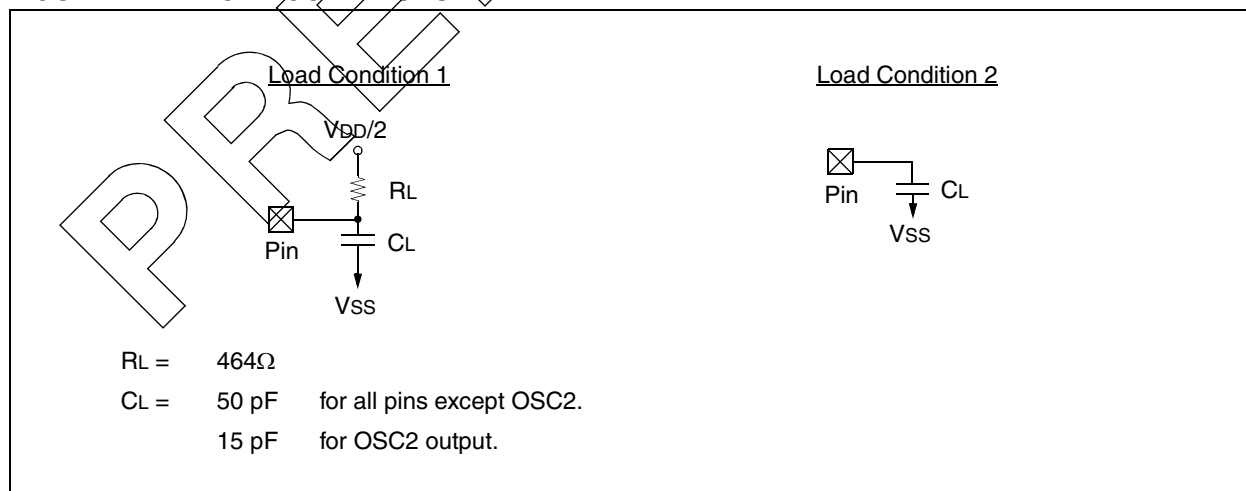 Load Condition 1
Load Condition 2
VDD/2
RL
Pin
CL
VSS
Pin
CL
VSS
RL = 464Ω
CL = 50 pF for all pins except OSC2.
15 pF for OSC2 output.
PRE